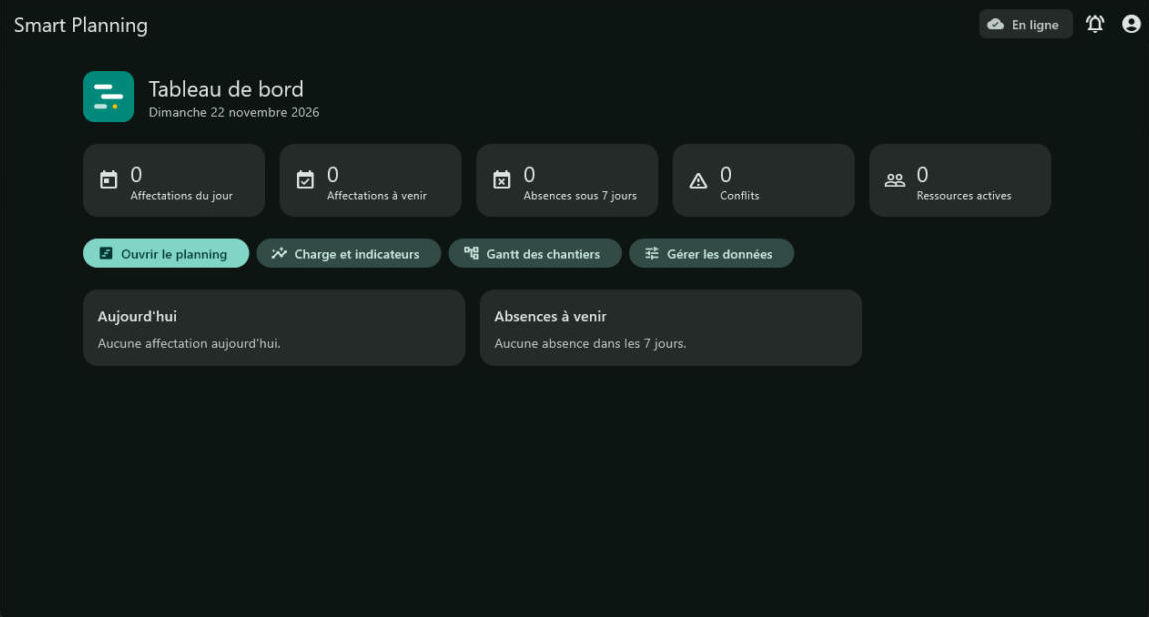 Smart Planning
En ligne
Tableau de bord
Dimanche 22 novembre 2026
0
Affectations du jour
0
Affectations à venir
0
Absences sous 7 jours
0
Conflits
0
Ressources actives
Ouvrir le planning
Charge et indicateurs
Gantt des chantiers
Gérer les données
Aujourd'hui
Aucune affectation aujourd'hui.
Absences à venir
Aucune absence dans les 7 jours.